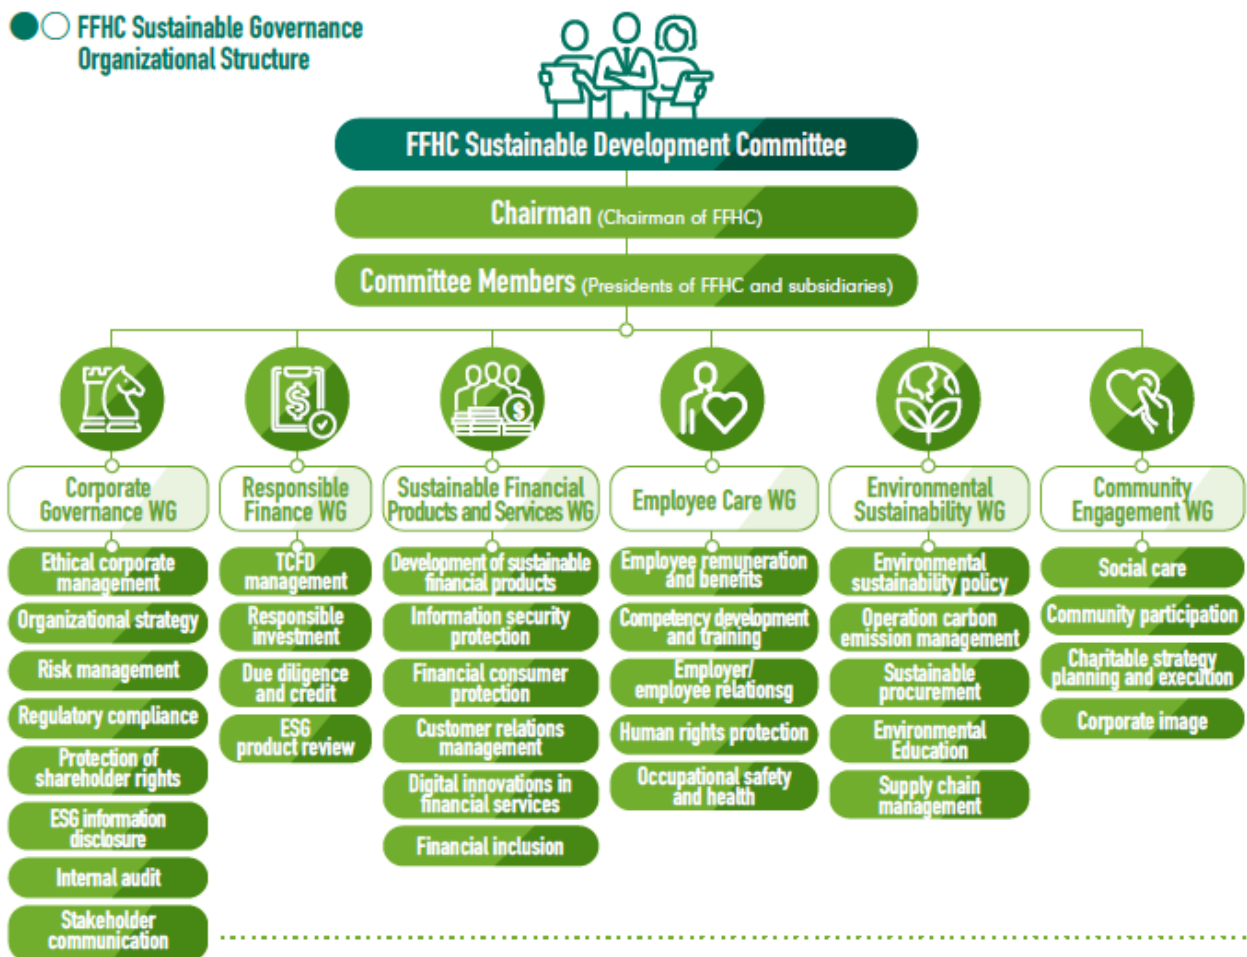 FFHC Sustainable Governance
Organizational Structure
FFHC Sustainable Development Committee
Chairman (Chairman of FFHC)
Committee Members (Presidents of FFHC and subsidiaries)
Corporate
Governance WG
Ethical corporate
management
Organizational strategy
Risk management
Regulatory compliance
Protection of
shareholder rights
ESG information
disclosure
Internal audit
Stakeholder
communication
Responsible
Finance WG
TCFD
management
Responsible
investment
Due diligence
and credit
ESG
product review
Sustainable Financial
Products and Services WG
Development of sustainable
financial products
Information security
protection
Financial consumer
protection
Customer relations
management
Digital innovations in
financial services
Financial inclusion
Employee Care WG
Employee remuneration
and benefits
Competency development
and training
Employer/
employee relationsg
Human rights protection
Occupational safety
and health
Environmental
Sustainability WG
Environmental
sustainability policy
Operation carbon
emission management
Sustainable
procurement
Environmental
Education
Supply chain
management
Community
Engagement WG
Social care
Community participation
Charitable strategy
planning and execution
Corporate image